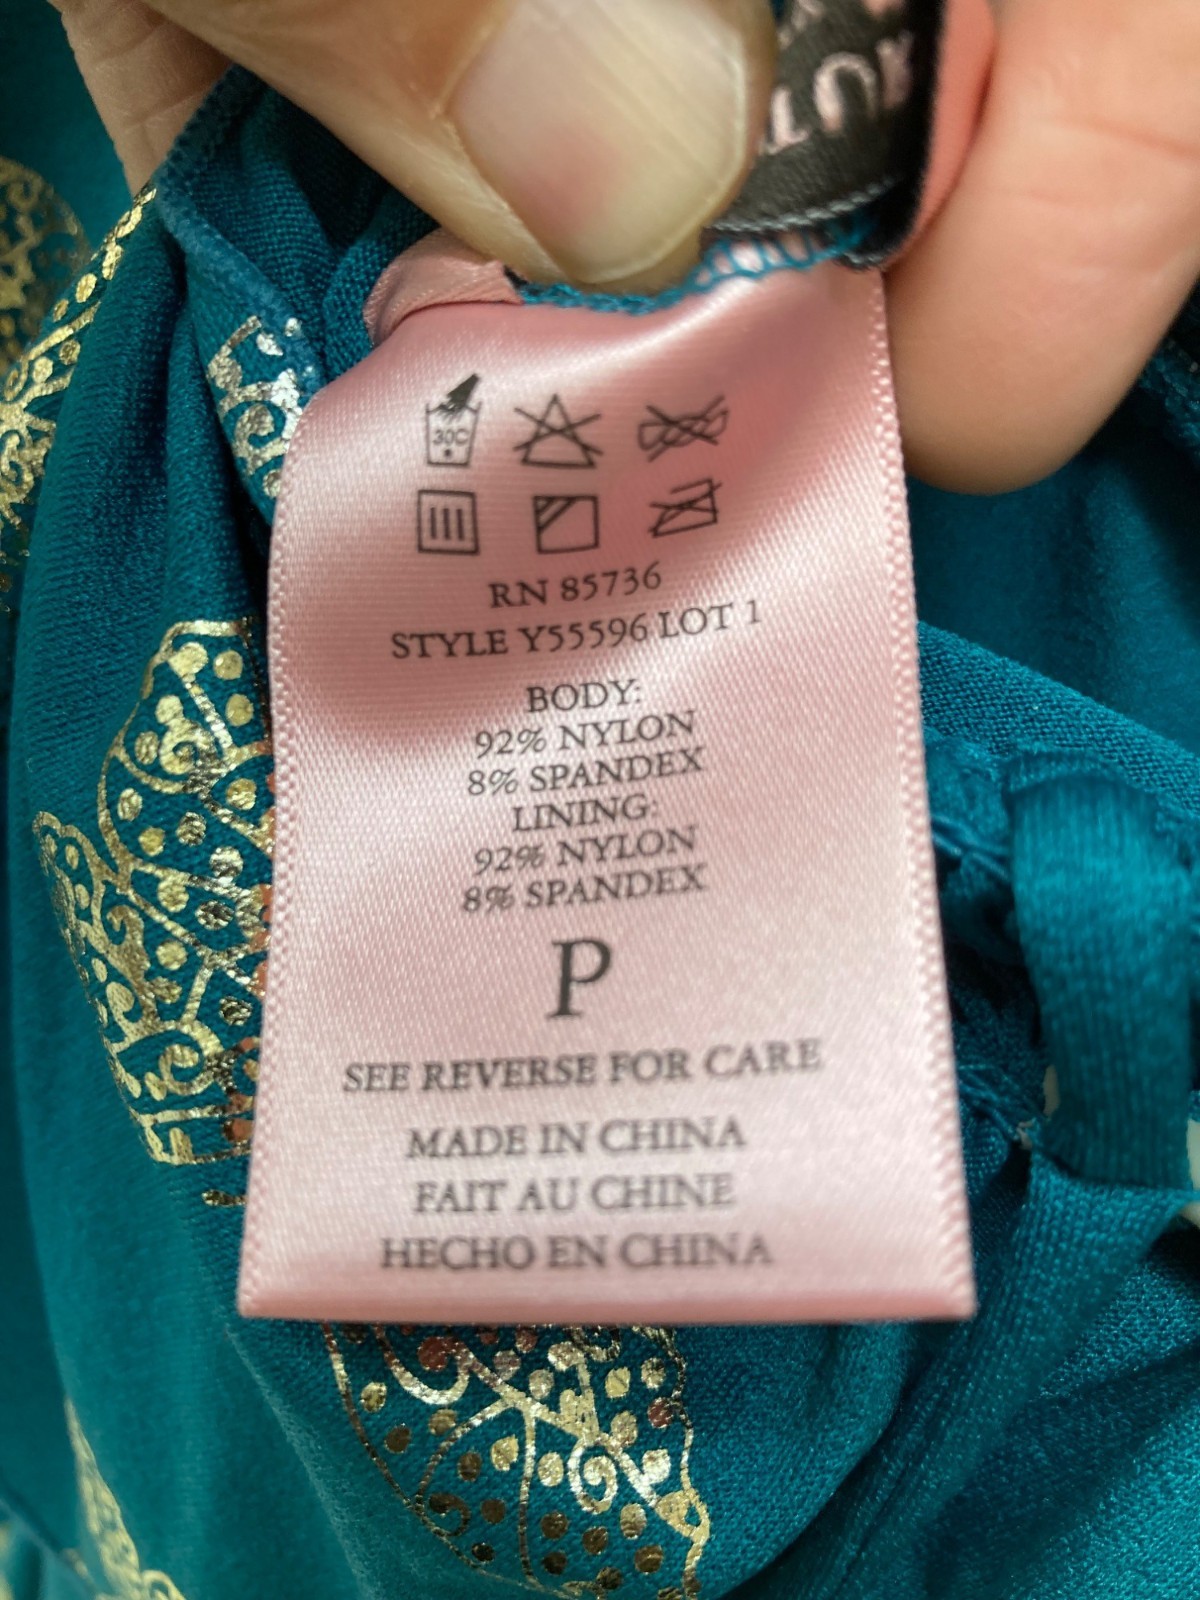 30C
RN 85736
STYLE Y55596 LOT 1
BODY:
92% NYLON
8% SPANDEX
LINING:
92% NYLON
8% SPANDEX
P
SEE REVERSE FOR CARE
MADE IN CHINA
FAIT AU CHINE
HECHO EN CHINA